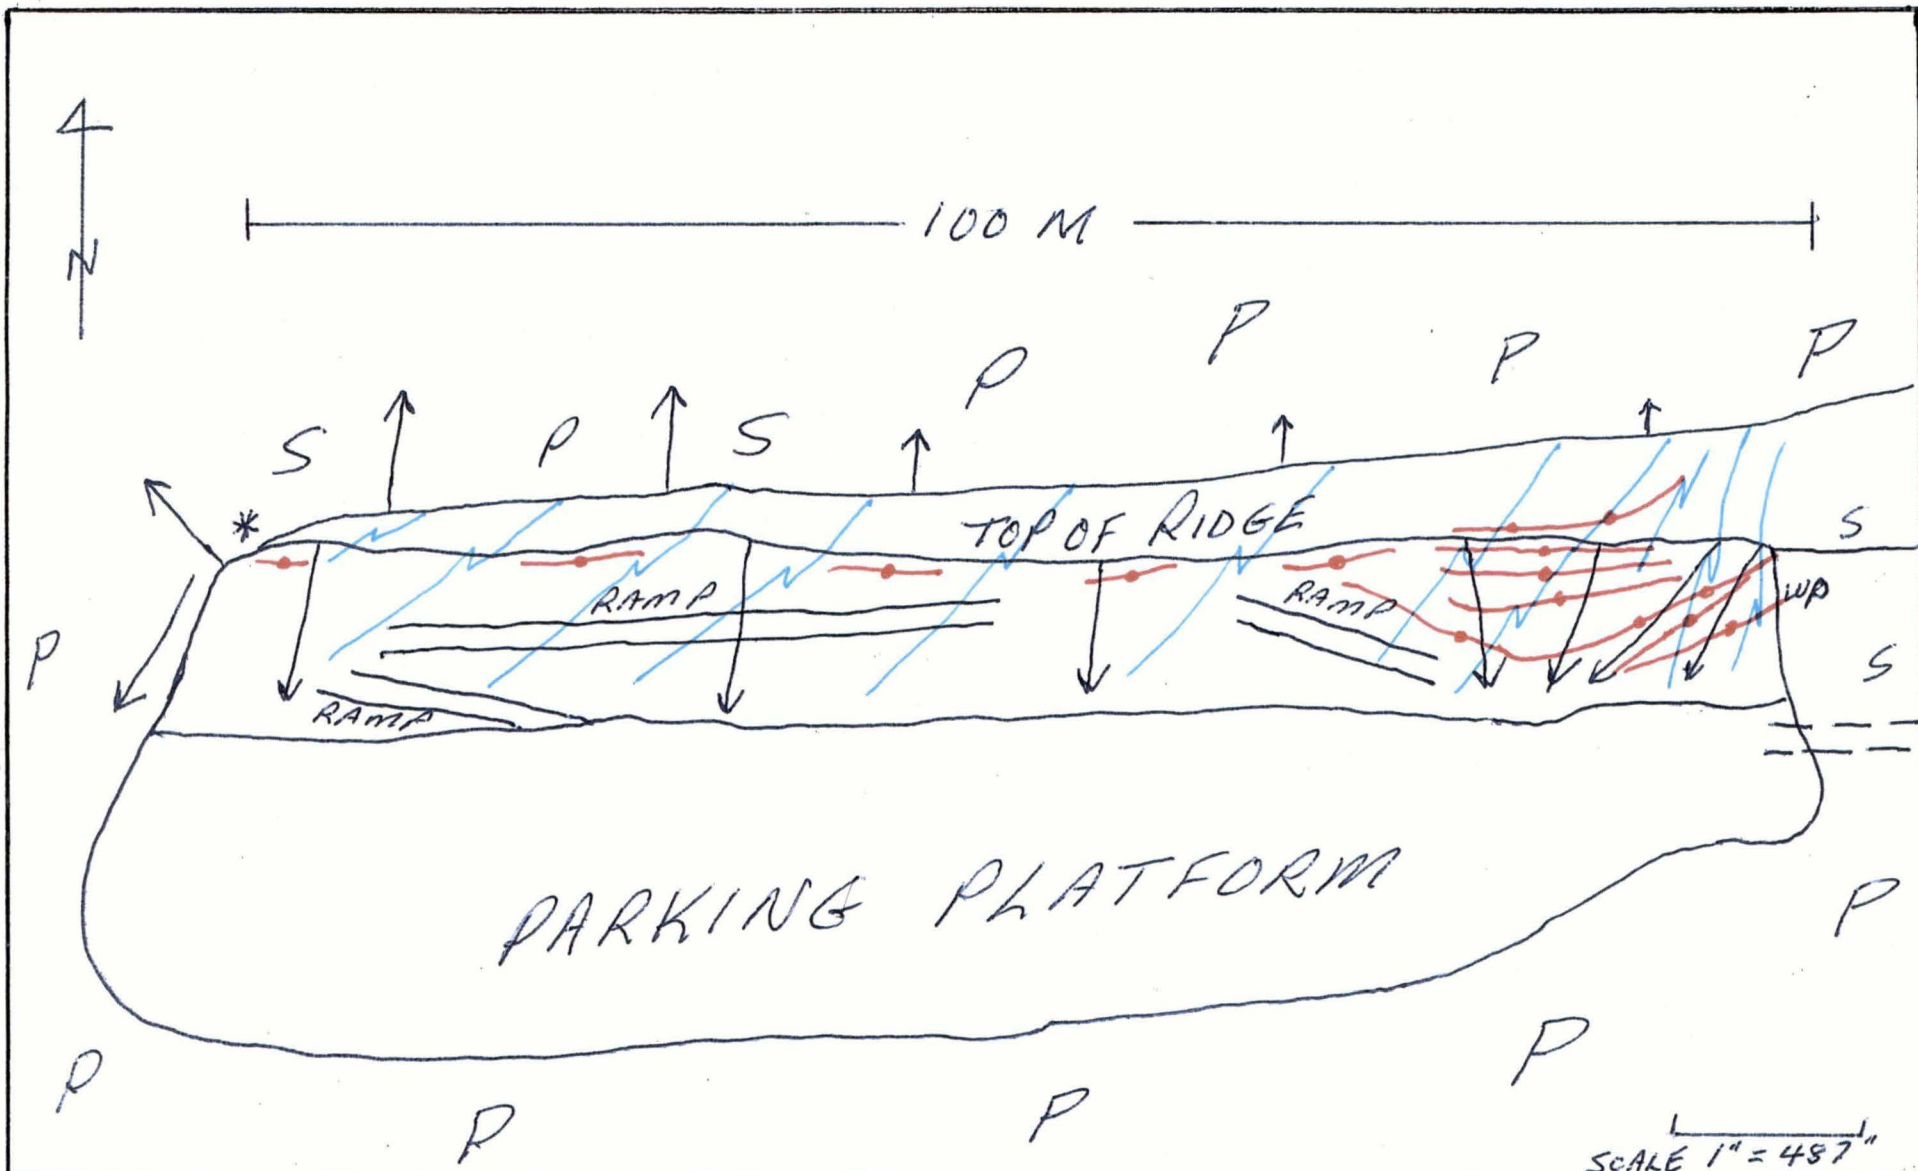 N
100 M
P
P
P
P
S
P
S
*
TOP OF RIDGE
S
RAMP
RAMP
WP
P
S
RAMP
PARKING PLATFORM
P
P
P
P
P
SCALE 1" = 487"